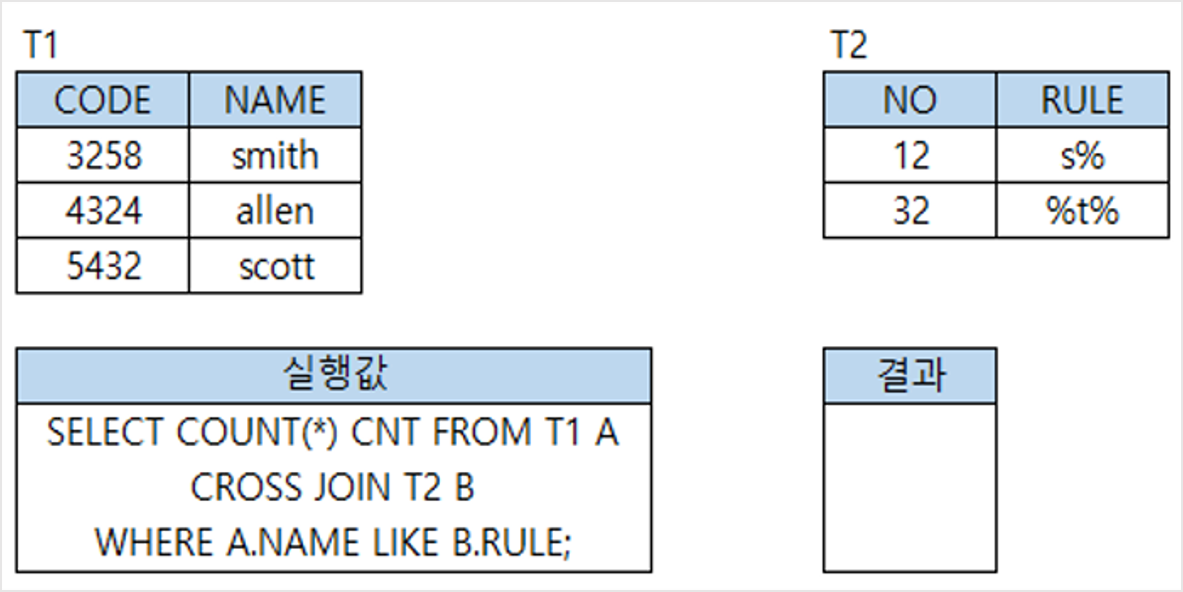 T1
CODE NAME
3258 smith
4324 allen
5432 scott
T2
NO RULE
12 s%
32 %t%
실행값
SELECT COUNT(*) CNT FROM T1 A
CROSS JOIN T2 B
WHERE A.NAME LIKE B.RULE;
결과